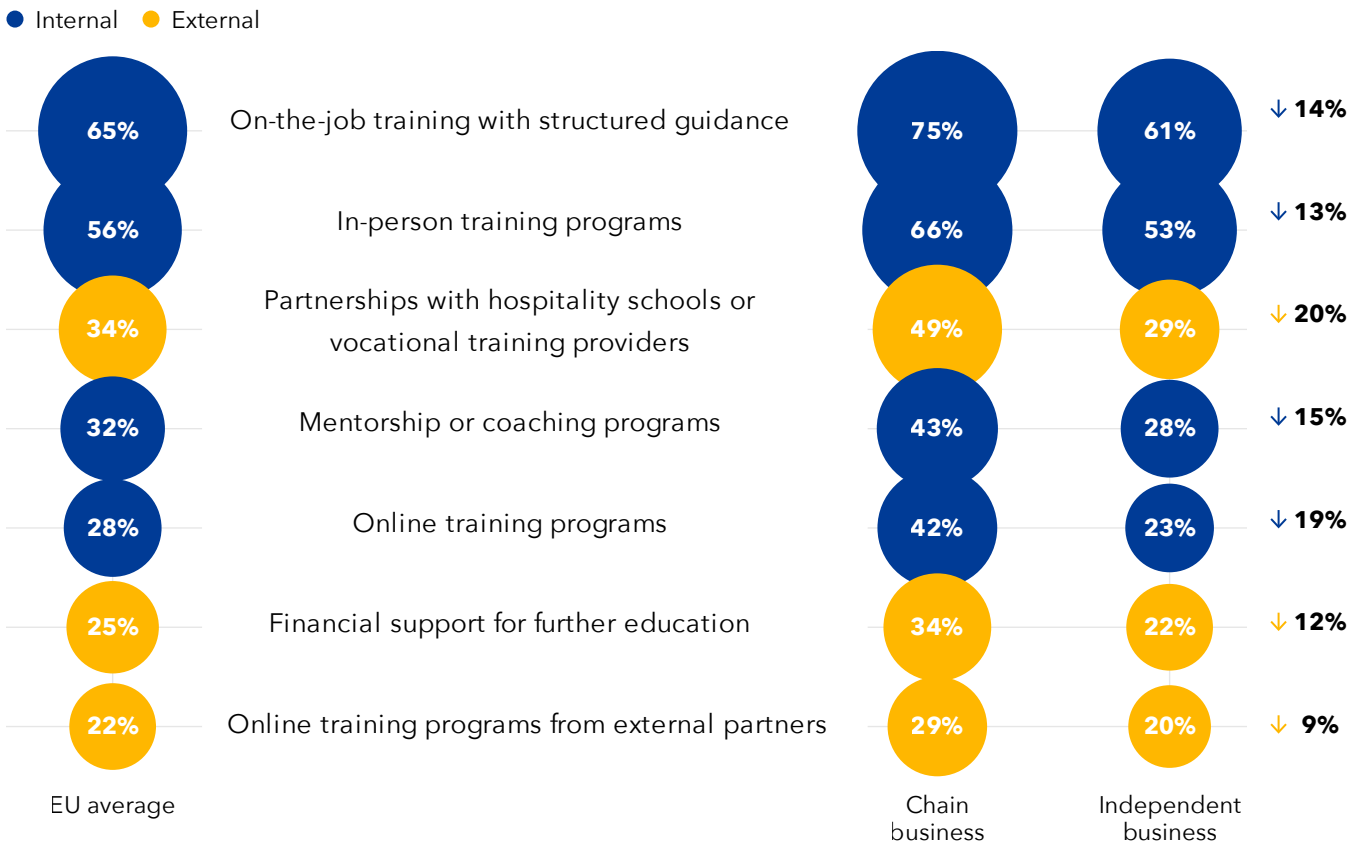 Internal External
65% On-the-job training with structured guidance 75% 61% ↓ 14%
56% In-person training programs 66% 53% ↓ 13%
34% Partnerships with hospitality schools or
vocational training providers 49% 29% ↓ 20%
32% Mentorship or coaching programs 43% 28% ↓ 15%
28% Online training programs 42% 23% ↓ 19%
25% Financial support for further education 34% 22% ↓ 12%
22% Online training programs from external partners 29% 20% ↓ 9%
EU average Chain Independent
business business